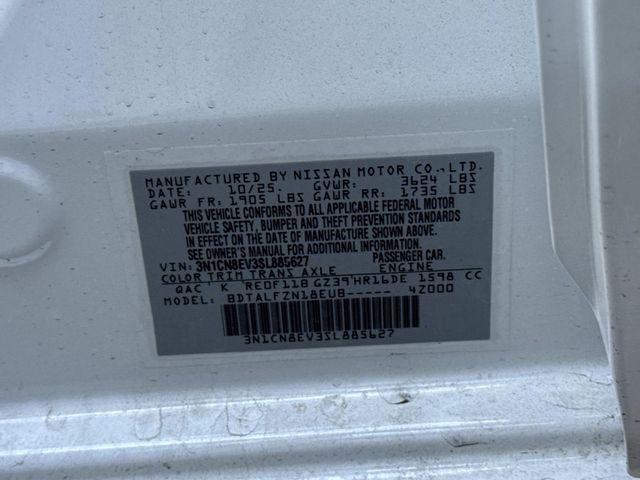 MANUFACTURED BY NISSAN MOTOR CO., LTD.
DATE: 10/25. GVWR: 3624 LBS
GAWR FR: 1905 LBS GAWR RR: 1735 LBS
THIS VEHICLE CONFORMS TO ALL APPLICABLE FEDERAL MOTOR
VEHICLE SAFETY, BUMPER AND THEFT PREVENTION STANDARDS
IN EFFECT ON THE DATE OF MANUFACTURE SHOWN ABOVE.
SEE OWNER'S MANUAL FOR ADDITIONAL INFORMATION.
VIN: 3N1CN8EV3SL885627 PASSENGER CAR.
COLOR TRIM TRANS AXLE ENGINE
QAC K RE0F11B GZ39 HR16DE 1598 CC
MODEL: BDTALFZN18EUB----- 4Z000
3N1CN8EV3SL885627